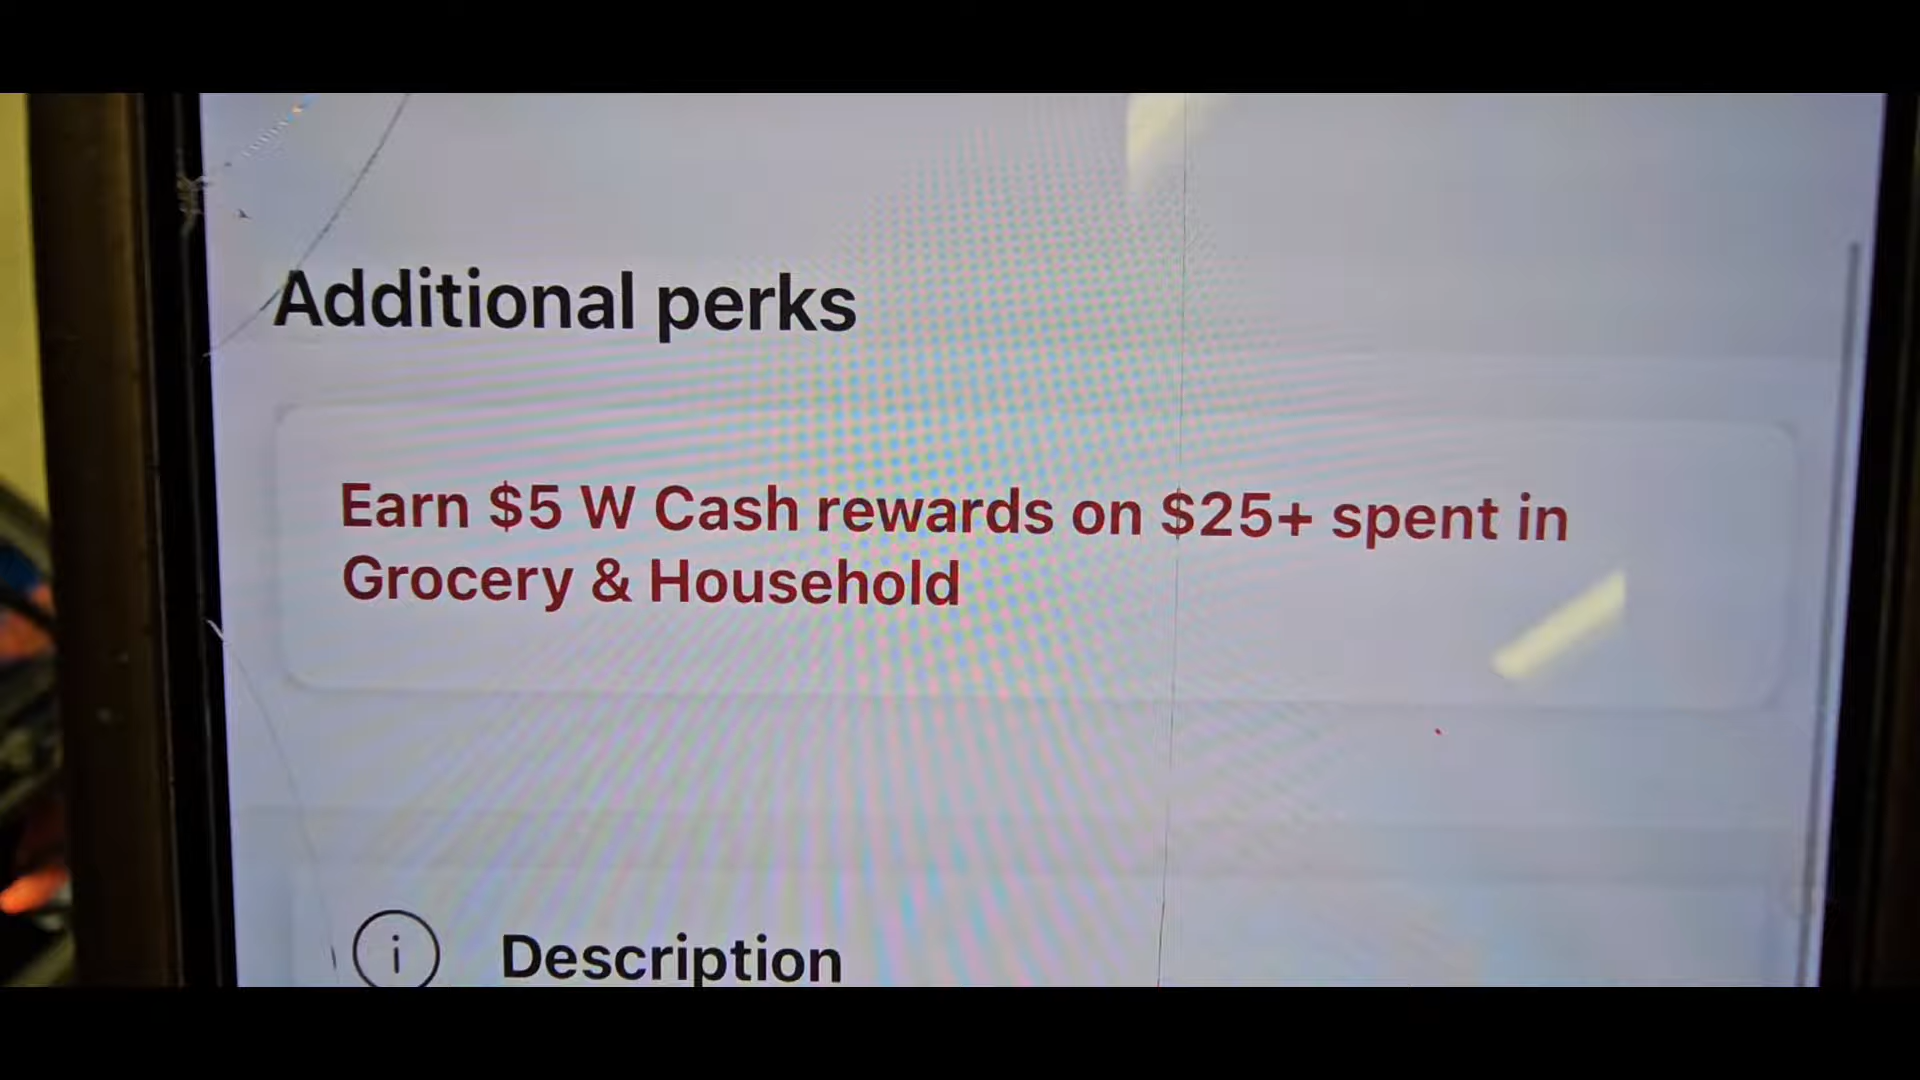 Additional perks
Earn $5 W Cash rewards on $25+ spent in
Grocery & Household
i Description